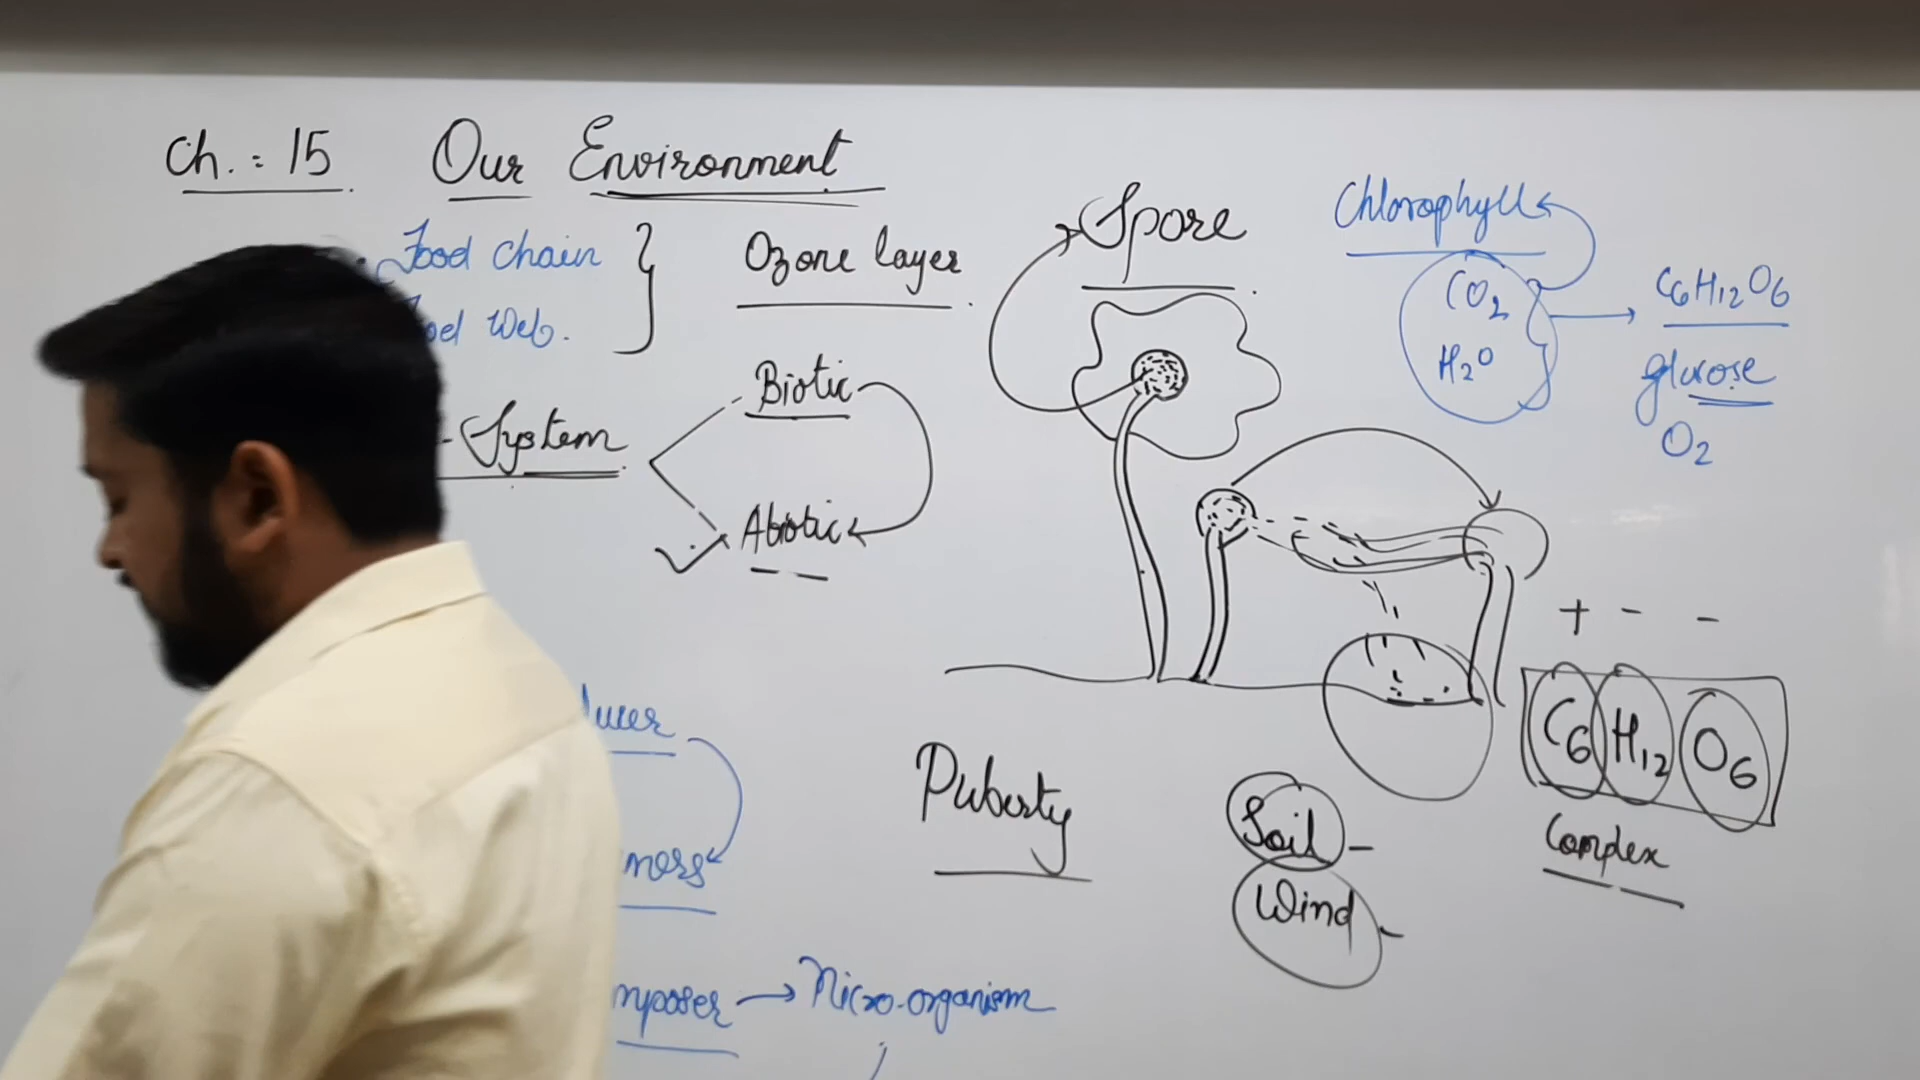 Ch. : 15 Our Environment
Food chain
Web.
Ozone layer
System
Biotic
Abiotic
Micro-organism
Spore
Chlorophyll
CO2
H2O
C6H12O6
glucose
O2
+ - -
C6 H12 O6
Complex
Puberty
Soil -
Wind -